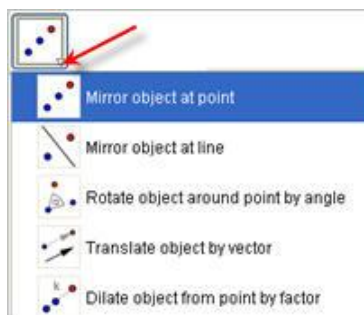 Mirror object at point
Mirror object at line
Rotate object around point by angle
Translate object by vector
k
Dilate object from point by factor